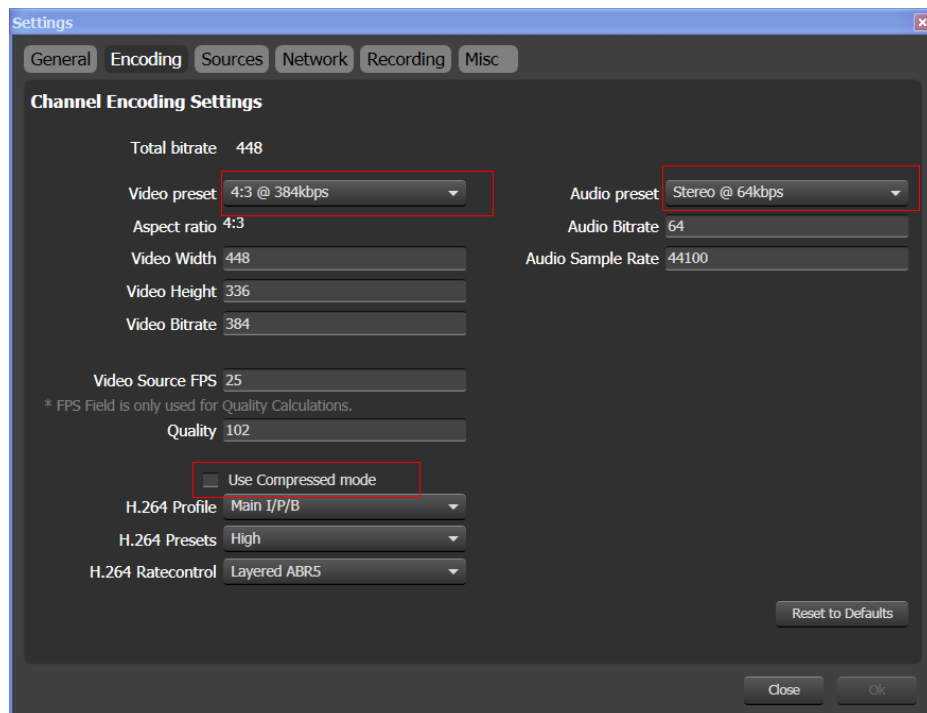 Settings
General Encoding Sources Network Recording Misc
Channel Encoding Settings
Total bitrate 448
Video preset 4:3 @ 384kbps
Audio preset Stereo @ 64kbps
Aspect ratio 4:3
Audio Bitrate 64
Video Width 448
Audio Sample Rate 44100
Video Height 336
Video Bitrate 384
Video Source FPS 25
* FPS Field is only used for Quality Calculations.
Quality 102
Use Compressed mode
H.264 Profile Main I/P/B
H.264 Presets High
H.264 Ratecontrol Layered ABR5
Reset to Defaults
Close Ok